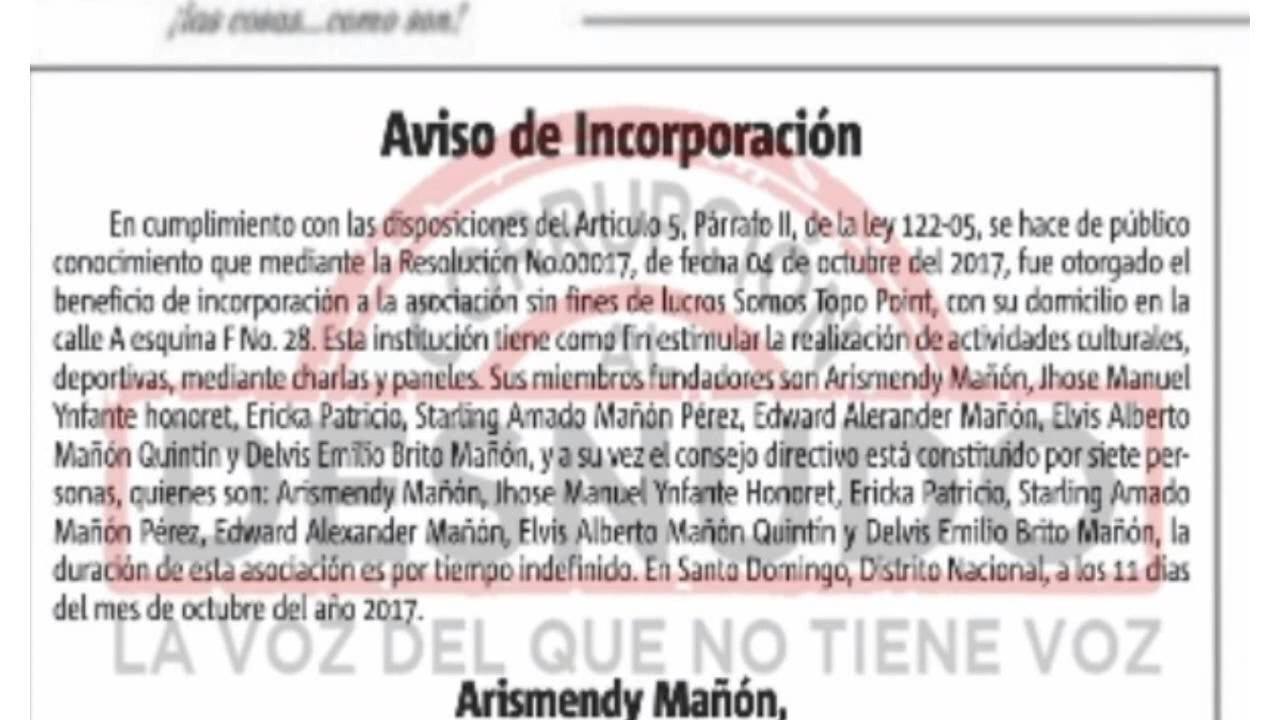 ¡las cosas...como son!
Aviso de Incorporación
En cumplimiento con las disposiciones del Articulo 5, Párrafo II, de la ley 122-05, se hace de público
conocimiento que mediante la Resolución No.00017, de fecha 04 de octubre del 2017, fue otorgado el
beneficio de incorporación a la asociación sin fines de lucros Somos Topo Point, con su domicilio en la
calle A esquina F No. 28. Esta institución tiene como fin estimular la realización de actividades culturales,
deportivas, mediante charlas y paneles. Sus miembros fundadores son Arismendy Mañón, Jhose Manuel
Ynfante honoret, Ericka Patricio, Starling Amado Mañón Pérez, Edward Alerander Mañón, Elvis Alberto
Mañón Quintín y Delvis Emilio Brito Mañón, y a su vez el consejo directivo está constituido por siete per-
sonas, quienes son: Arismendy Mañón, Jhose Manuel Ynfante Honoret, Ericka Patricio, Starling Amado
Mañón Pérez, Edward Alexander Mañón, Elvis Alberto Mañón Quintín y Delvis Emilio Brito Mañón, la
duración de esta asociación es por tiempo indefinido. En Santo Domingo, Distrito Nacional, a los 11 dias
del mes de octubre del año 2017.
Arismendy Mañón,
CORRUPCIÓN
AL
DESNUDO
LA VOZ DEL QUE NO TIENE VOZ